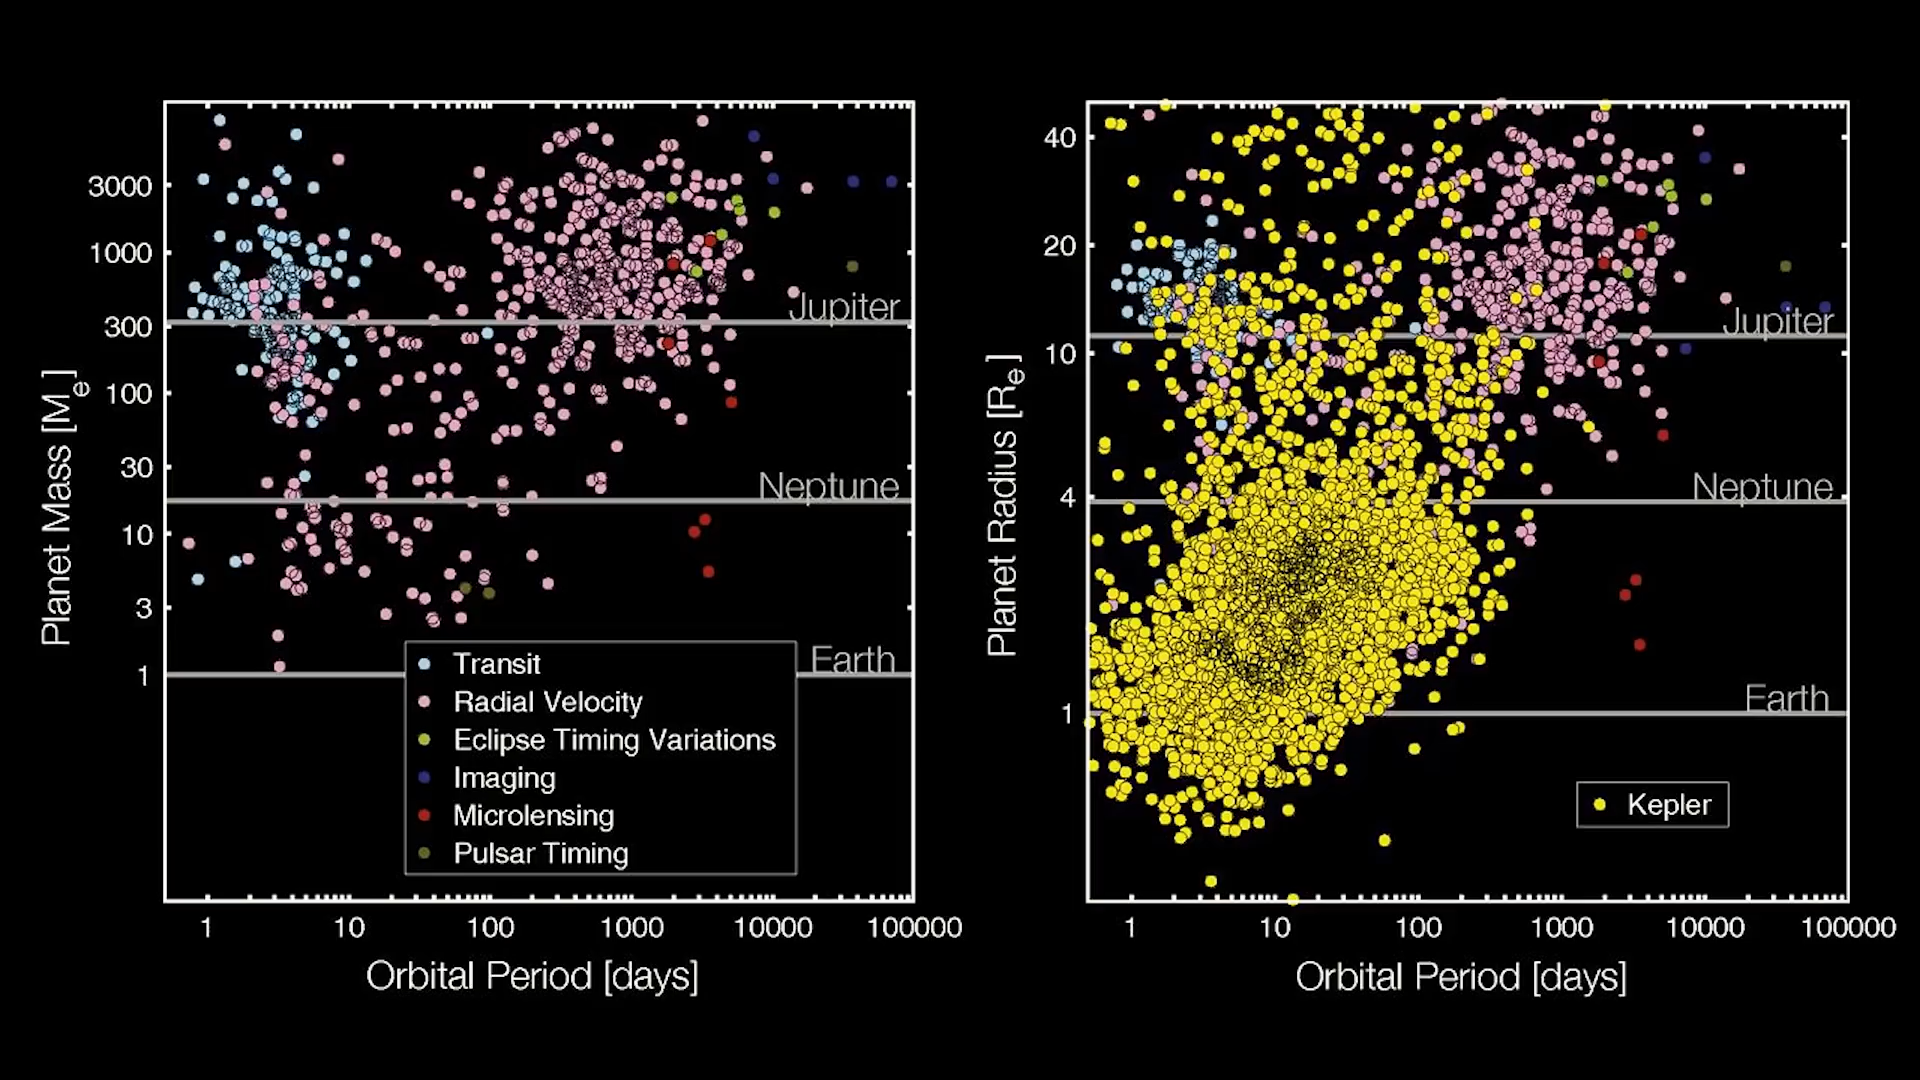 3000
1000
300
100
30
10
3
1
Planet Mass [Me]
Jupiter
Neptune
Earth
Transit
Radial Velocity
Eclipse Timing Variations
Imaging
Microlensing
Pulsar Timing
1 10 100 1000 10000 100000
Orbital Period [days]
40
20
10
4
1
Planet Radius [Re]
Jupiter
Neptune
Earth
Kepler
1 10 100 1000 10000 100000
Orbital Period [days]